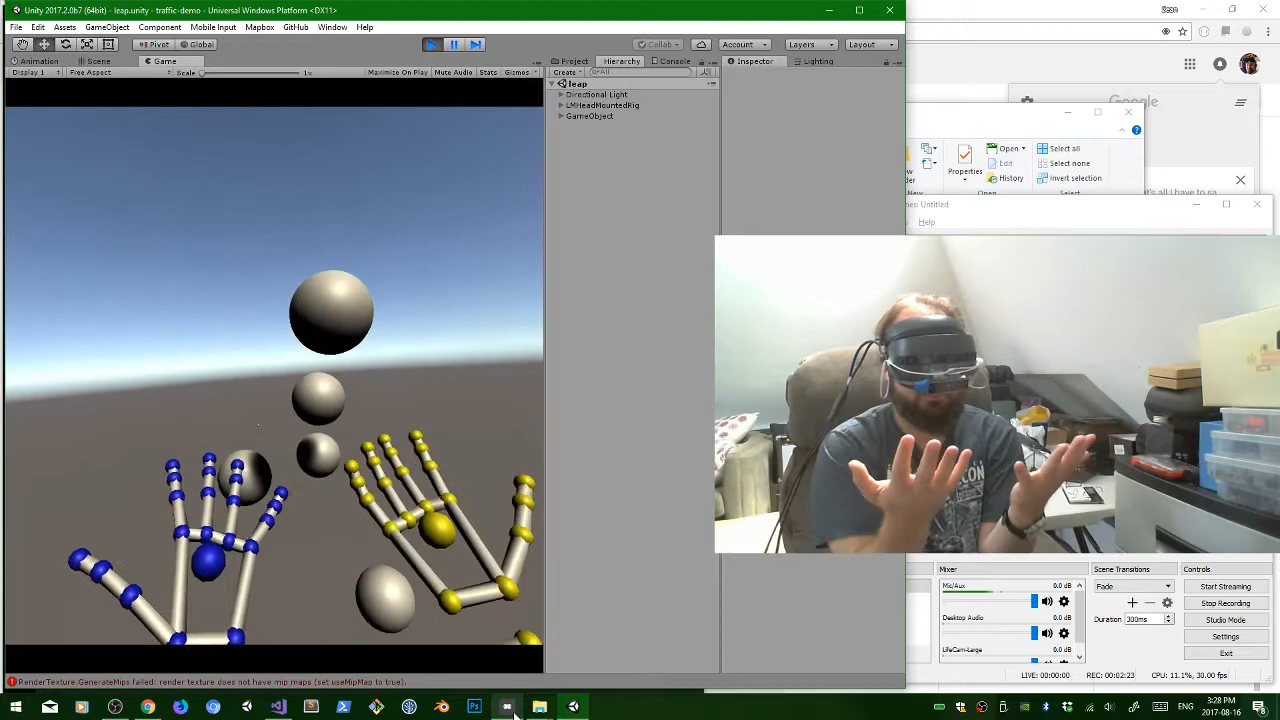 Unity 2017.2.0b7 (64bit) - leap.unity - traffic-demo - Universal Windows Platform <DX11>
File Edit Assets GameObject Component Mobile Input Mapbox GitHub Window Help
Pivot Global Collab Account Layers Layout
Animation Scene Game Project Hierarchy Console Inspector Lighting
Display 1 Free Aspect Scale 1x Maximize On Play Mute Audio Stats Gizmos Create All
leap
Directional Light
LMHeadMountedRig
GameObject
Sean
Google
Properties
Open
Edit
History
Open
Select all
Select none
Invert selection
Select
Untitled
Help
Mixer
Mic/Aux 0.0 dB
Desktop Audio 0.0 dB
LifeCam-Large 0.0 dB
Scene Transitions
Fade
Duration 300ms
Controls
Start Streaming
Stop Recording
Studio Mode
Settings
Exit
LIVE: 00:00:00 REC: 00:02:23 CPU: 11.1%, 30.00 fps
RenderTexture.GenerateMips failed: render texture does not have mip maps (set useMipMap to true).
Ps
3:28 PM
2017-08-16
2